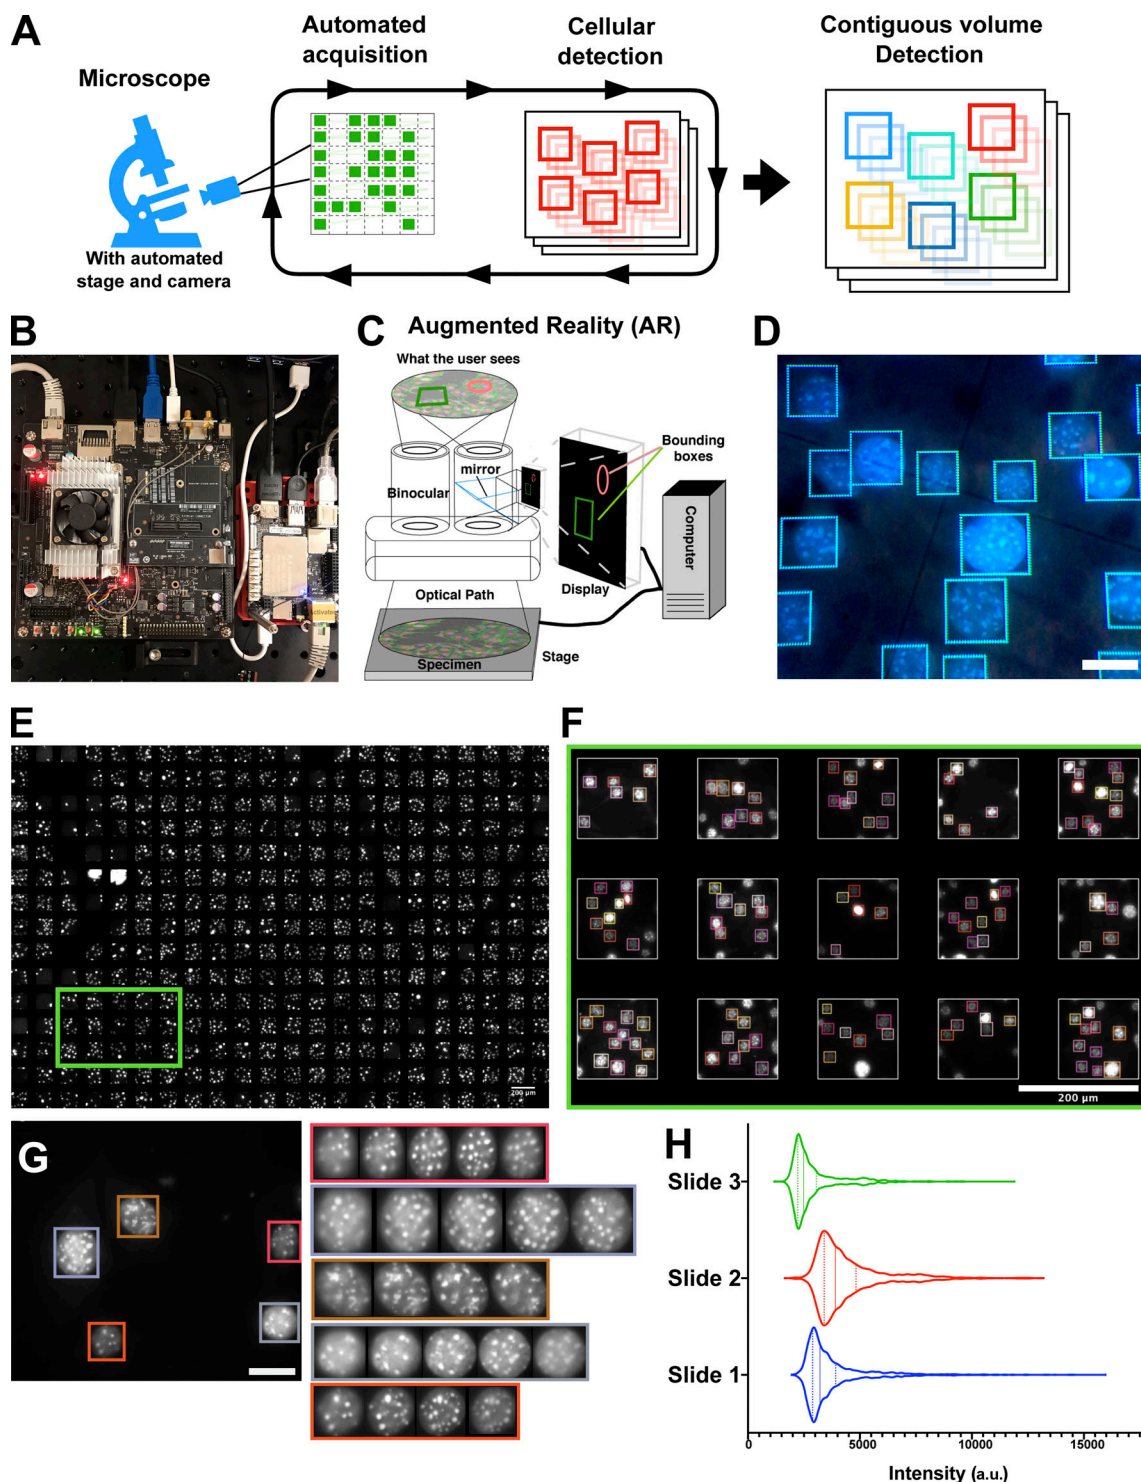 A
Microscope
With automated
stage and camera
Automated
acquisition
Cellular
detection
Contiguous volume
Detection
B
C
Augmented Reality (AR)
What the user sees
mirror
Binocular
Bounding
boxes
Computer
Display
Optical Path
Specimen
Stage
D
E
200 µm
F
200 µm
G
H
Slide 3
Slide 2
Slide 1
0
5000
10000
15000
Intensity (a.u.)